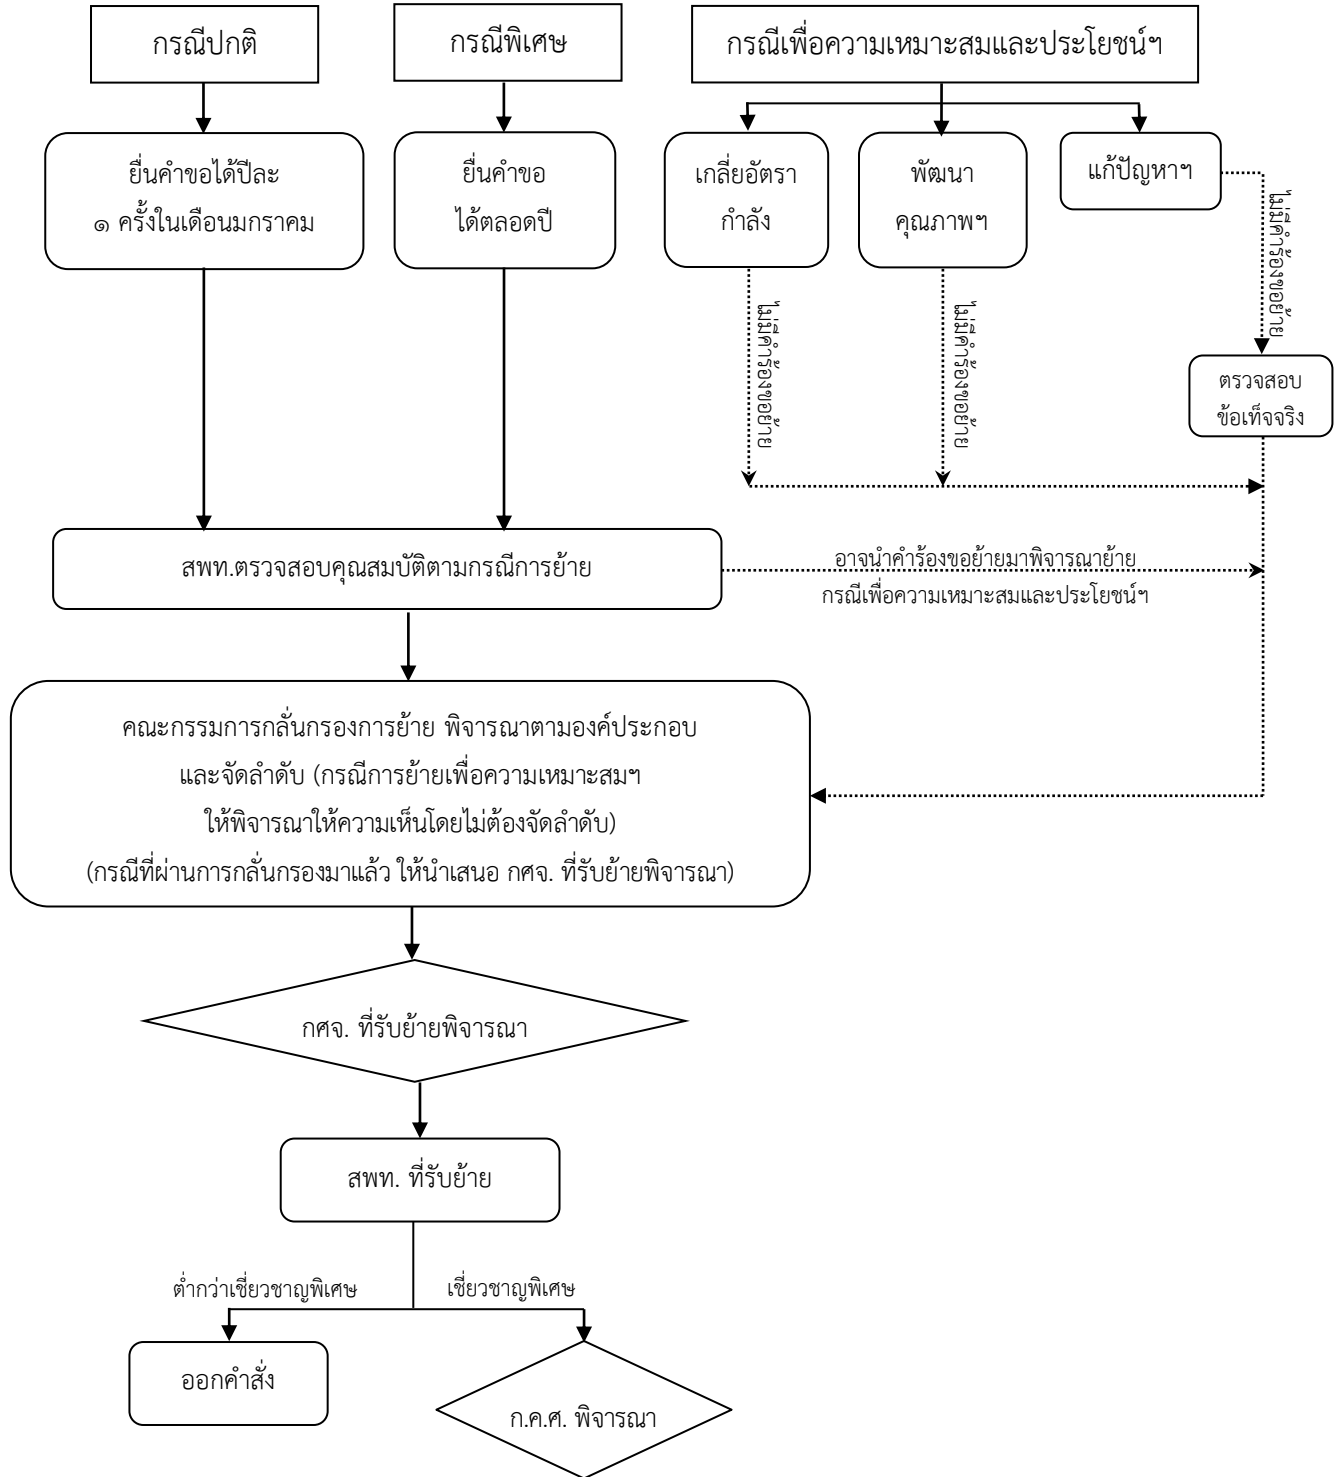 กรณีปกติ
กรณีพิเศษ
กรณีเพื่อความเหมาะสมและประโยชน์ฯ
ยื่นคำขอได้ปีละ
๑ ครั้งในเดือนมกราคม
ยื่นคำขอ
ได้ตลอดปี
เกลี่ยอัตรา
กำลัง
พัฒนา
คุณภาพฯ
แก้ปัญหาฯ
ไม่มีคำร้องขอย้าย
ไม่มีคำร้องขอย้าย
ไม่มีคำร้องขอย้าย
ตรวจสอบ
ข้อเท็จจริง
สพท.ตรวจสอบคุณสมบัติตามกรณีการย้าย
อาจนำคำร้องขอย้ายมาพิจารณาย้าย
กรณีเพื่อความเหมาะสมและประโยชน์ฯ
คณะกรรมการกลั่นกรองการย้าย พิจารณาตามองค์ประกอบ
และจัดลำดับ (กรณีการย้ายเพื่อความเหมาะสมฯ
ให้พิจารณาให้ความเห็นโดยไม่ต้องจัดลำดับ)
(กรณีที่ผ่านการกลั่นกรองมาแล้ว ให้นำเสนอ กศจ. ที่รับย้ายพิจารณา)
กศจ. ที่รับย้ายพิจารณา
สพท. ที่รับย้าย
ต่ำกว่าเชี่ยวชาญพิเศษ
เชี่ยวชาญพิเศษ
ออกคำสั่ง
ก.ค.ศ. พิจารณา